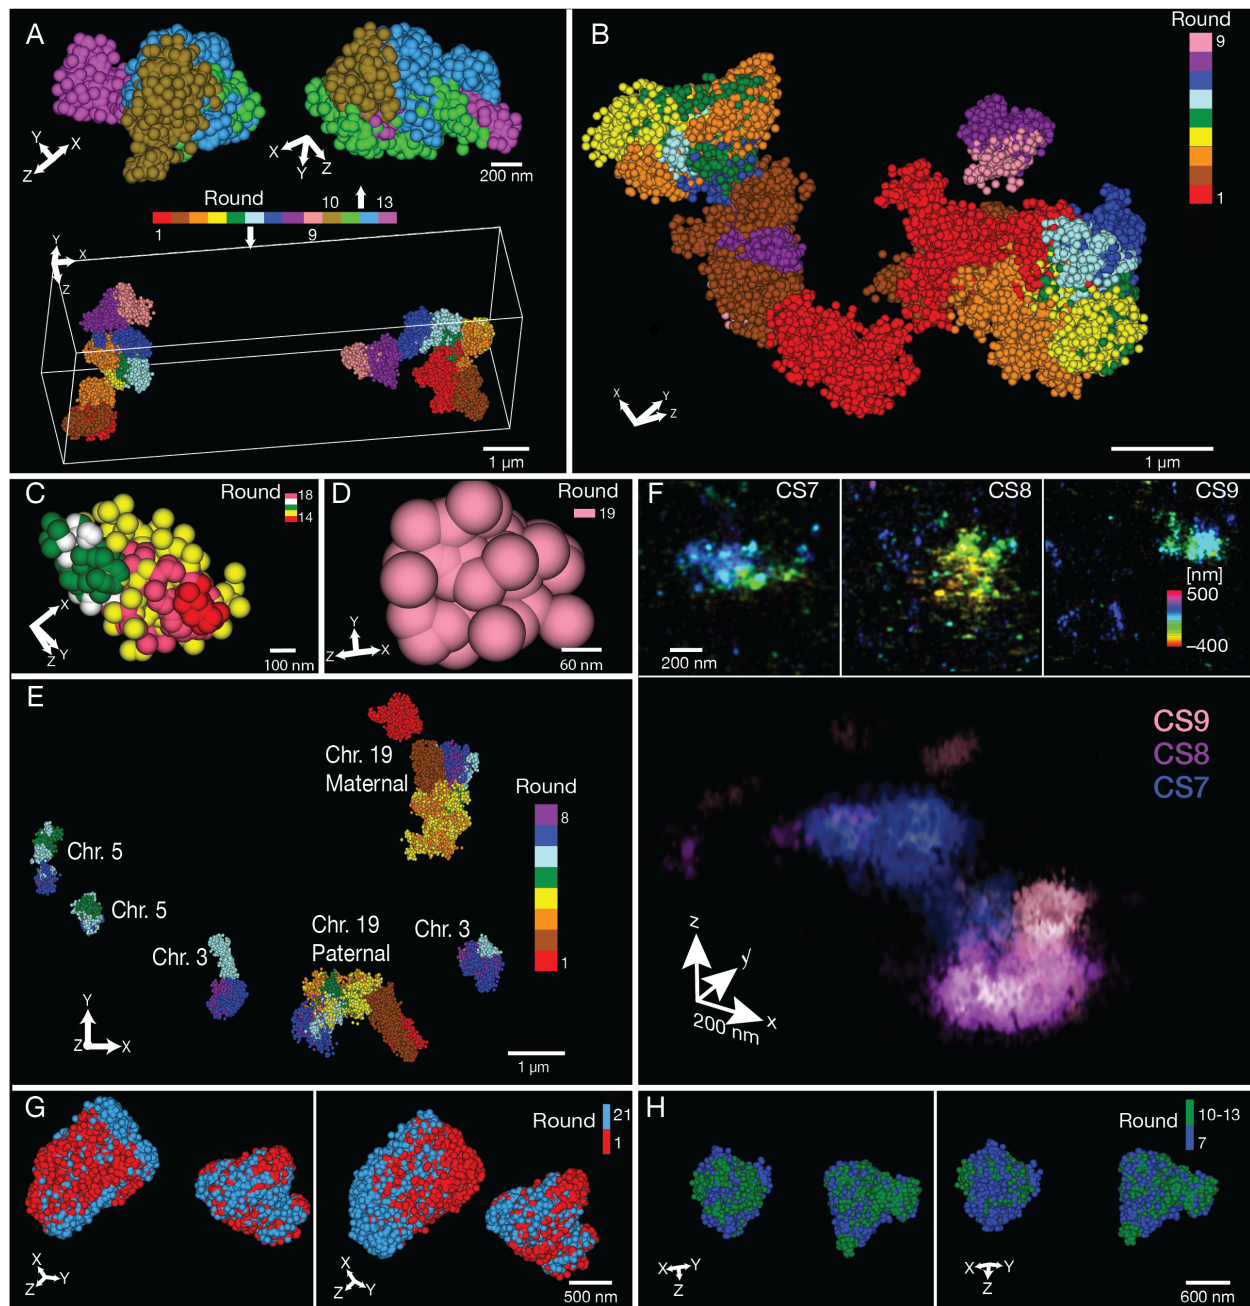 A
Y
X
Z
X
Y
Z
200 nm
Round
10
13
1
9
Y
X
Z
1 µm
B
Round
9
1
X
Y
Z
1 µm
C
Round
18
14
X
Y
Z
100 nm
D
Round
19
Y
Z
X
60 nm
E
Chr. 19
Maternal
Round
8
1
Chr. 5
Chr. 5
Chr. 3
Chr. 19
Paternal
Chr. 3
Y
Z
X
1 µm
F
CS7
CS8
CS9
[nm]
500
–400
200 nm
CS9
CS8
CS7
z
y
x
200 nm
G
Round
21
1
X
Y
Z
X
Y
Z
500 nm
H
Round
10-13
7
X
Y
Z
X
Y
Z
600 nm